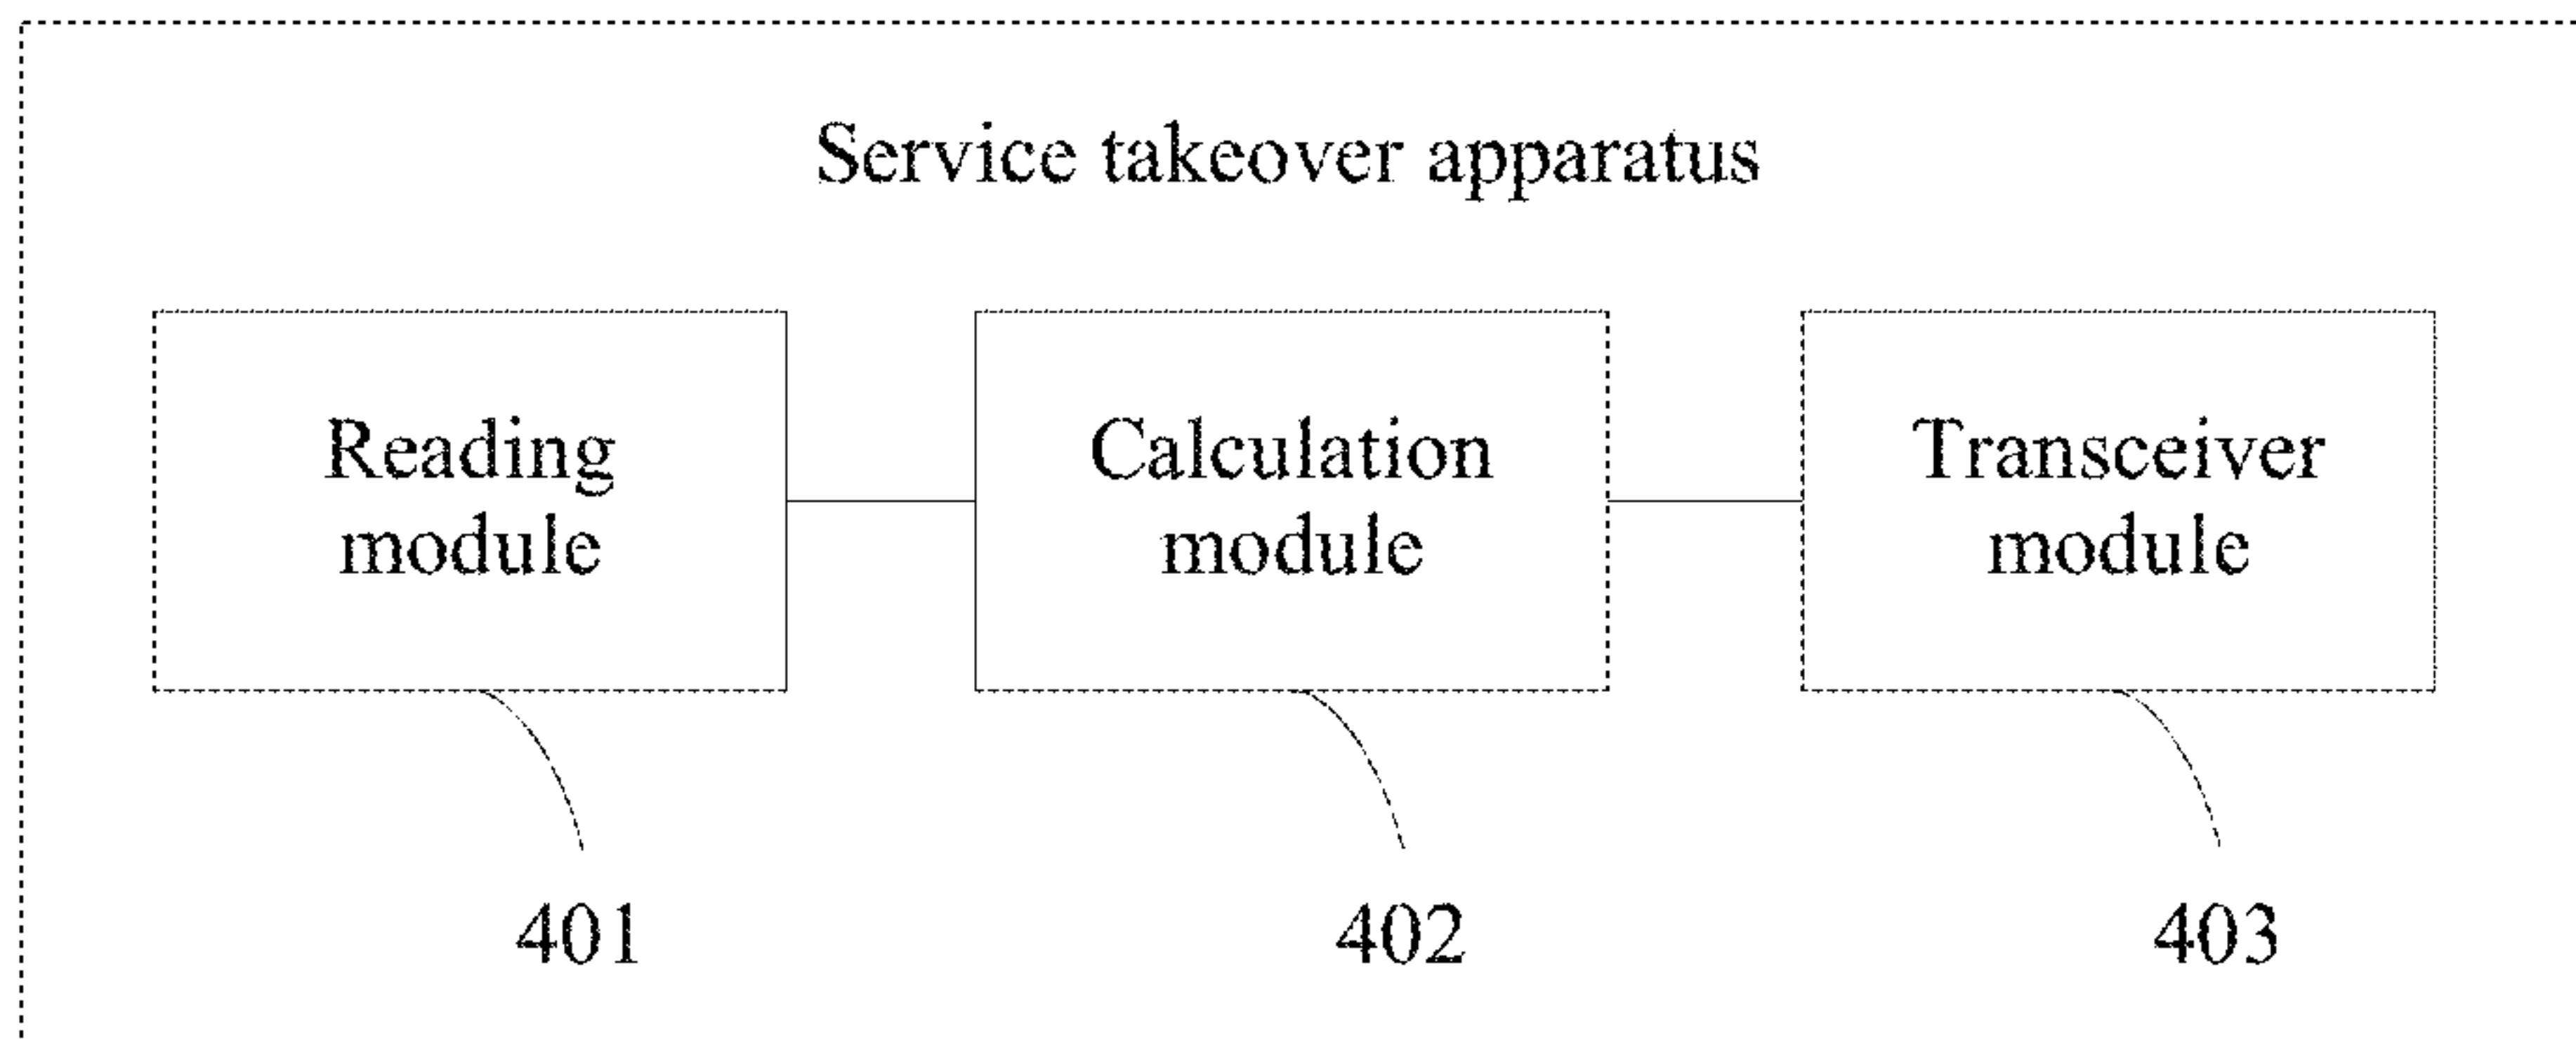 Service takeover apparatus
Reading
module
Calculation
module
Transceiver
module
401
402
403